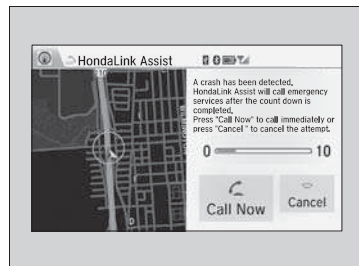 HondaLink Assist
110
A crash has been detected,
HondaLink Assist will call emergency
services after the count down is
completed.
Press "Call Now" to call immediately or
press "Cancel " to cancel the attempt.
0 10
Call Now
Cancel